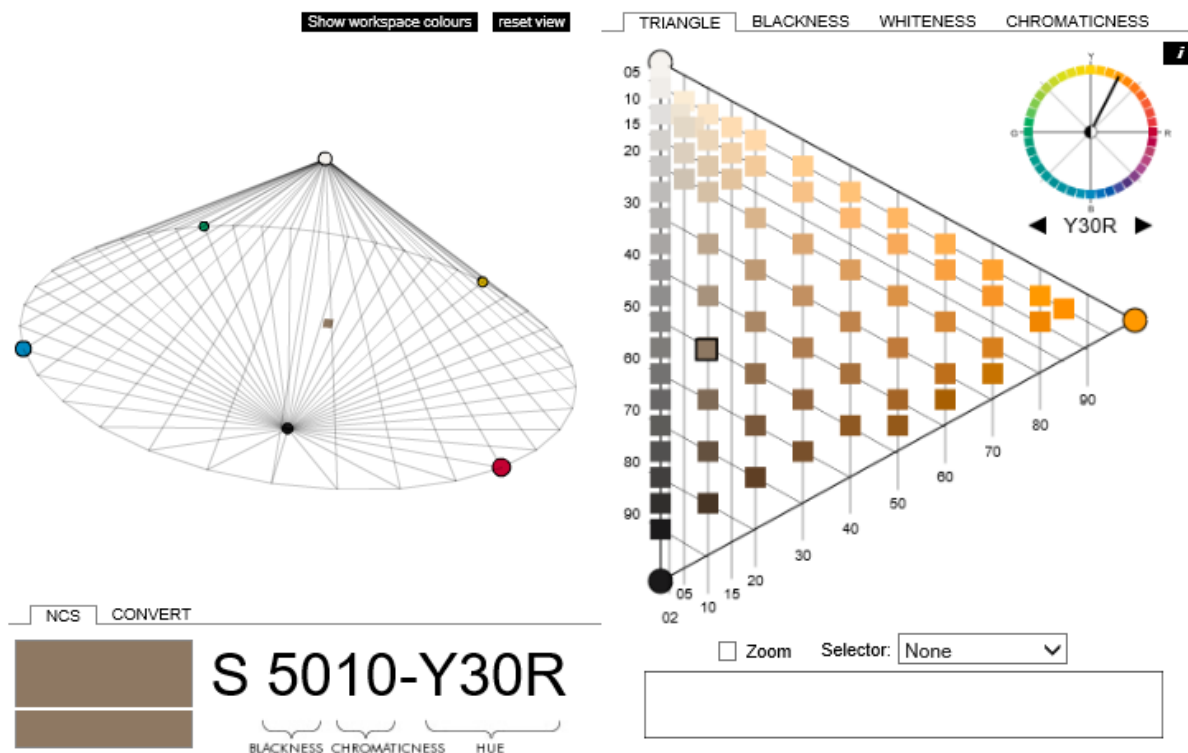 Show workspace colours
reset view
TRIANGLE
BLACKNESS
WHITENESS
CHROMATICNESS
i
Y
G
R
B
Y30R
05
10
15
20
30
40
50
60
70
80
90
02
05
10
15
20
30
40
50
60
70
80
90
NCS
CONVERT
S 5010-Y30R
BLACKNESS
CHROMATICNESS
HUE
Zoom
Selector:
None